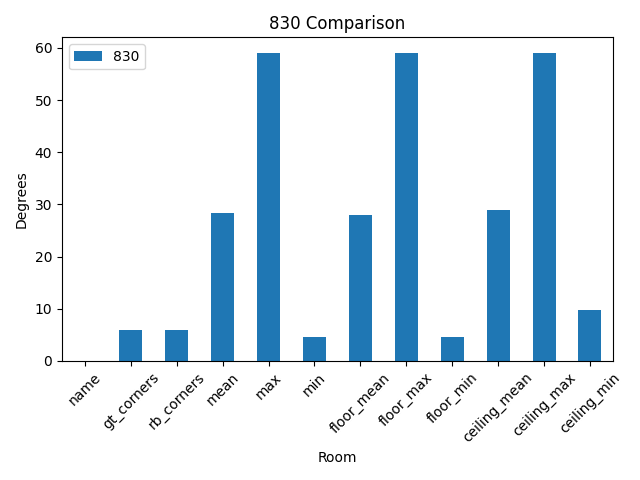 830 Comparison
830
60
50
40
30
20
10
0
Degrees
name
gt_corners
rb_corners
mean
max
min
floor_mean
floor_max
floor_min
ceiling_mean
ceiling_max
ceiling_min
Room